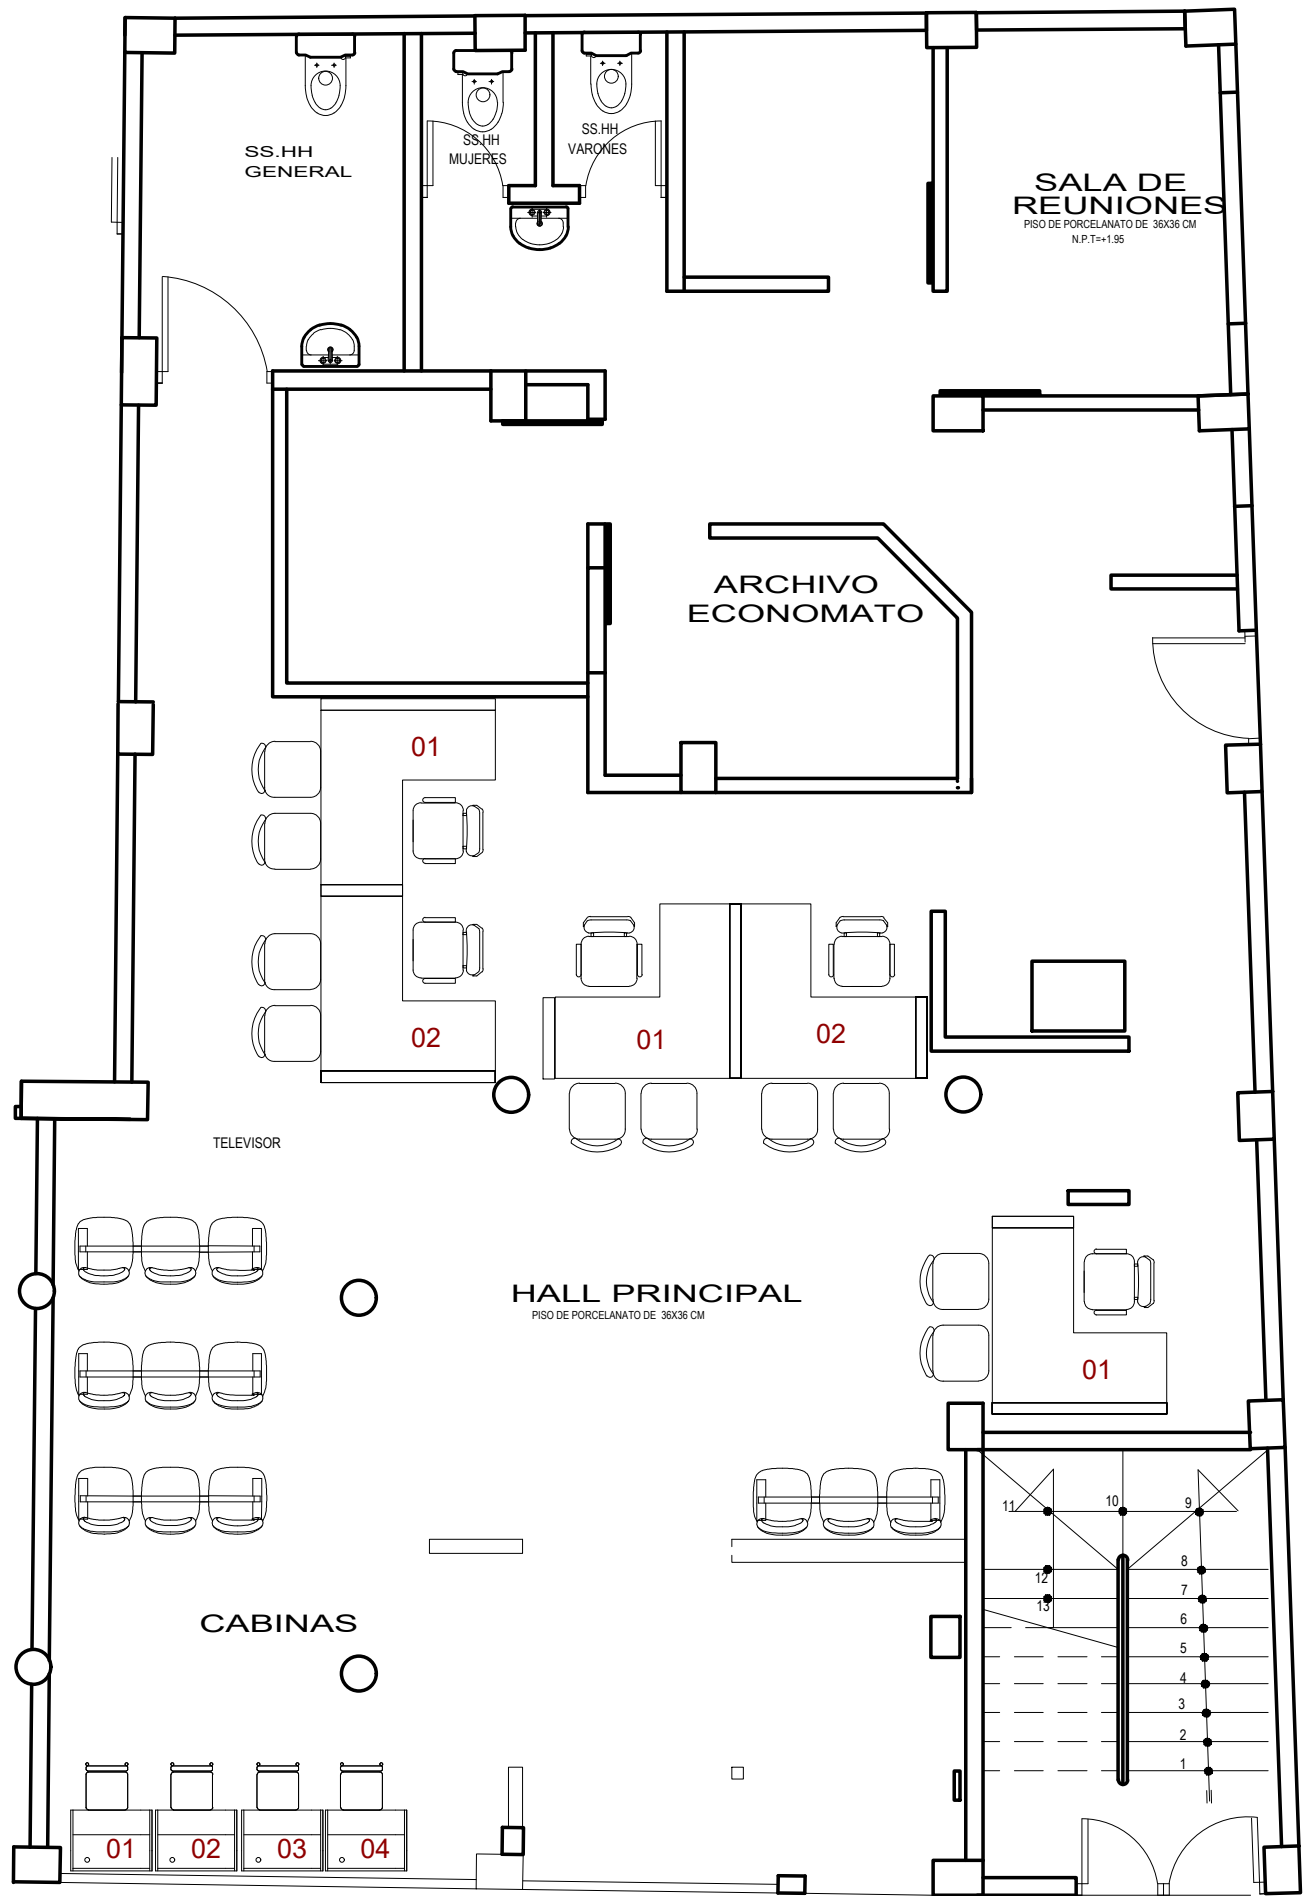 SS.HH
GENERAL
SS.HH
MUJERES
SS.HH
VARONES
SALA DE
REUNIONES
PISO DE PORCELANATO DE 36X36 CM
N.P.T=+1.95
ARCHIVO
ECONOMATO
01
02
01
02
TELEVISOR
HALL PRINCIPAL
PISO DE PORCELANATO DE 36X36 CM
01
11
10
9
12
8
13
7
6
5
4
3
2
1
CABINAS
01
02
03
04